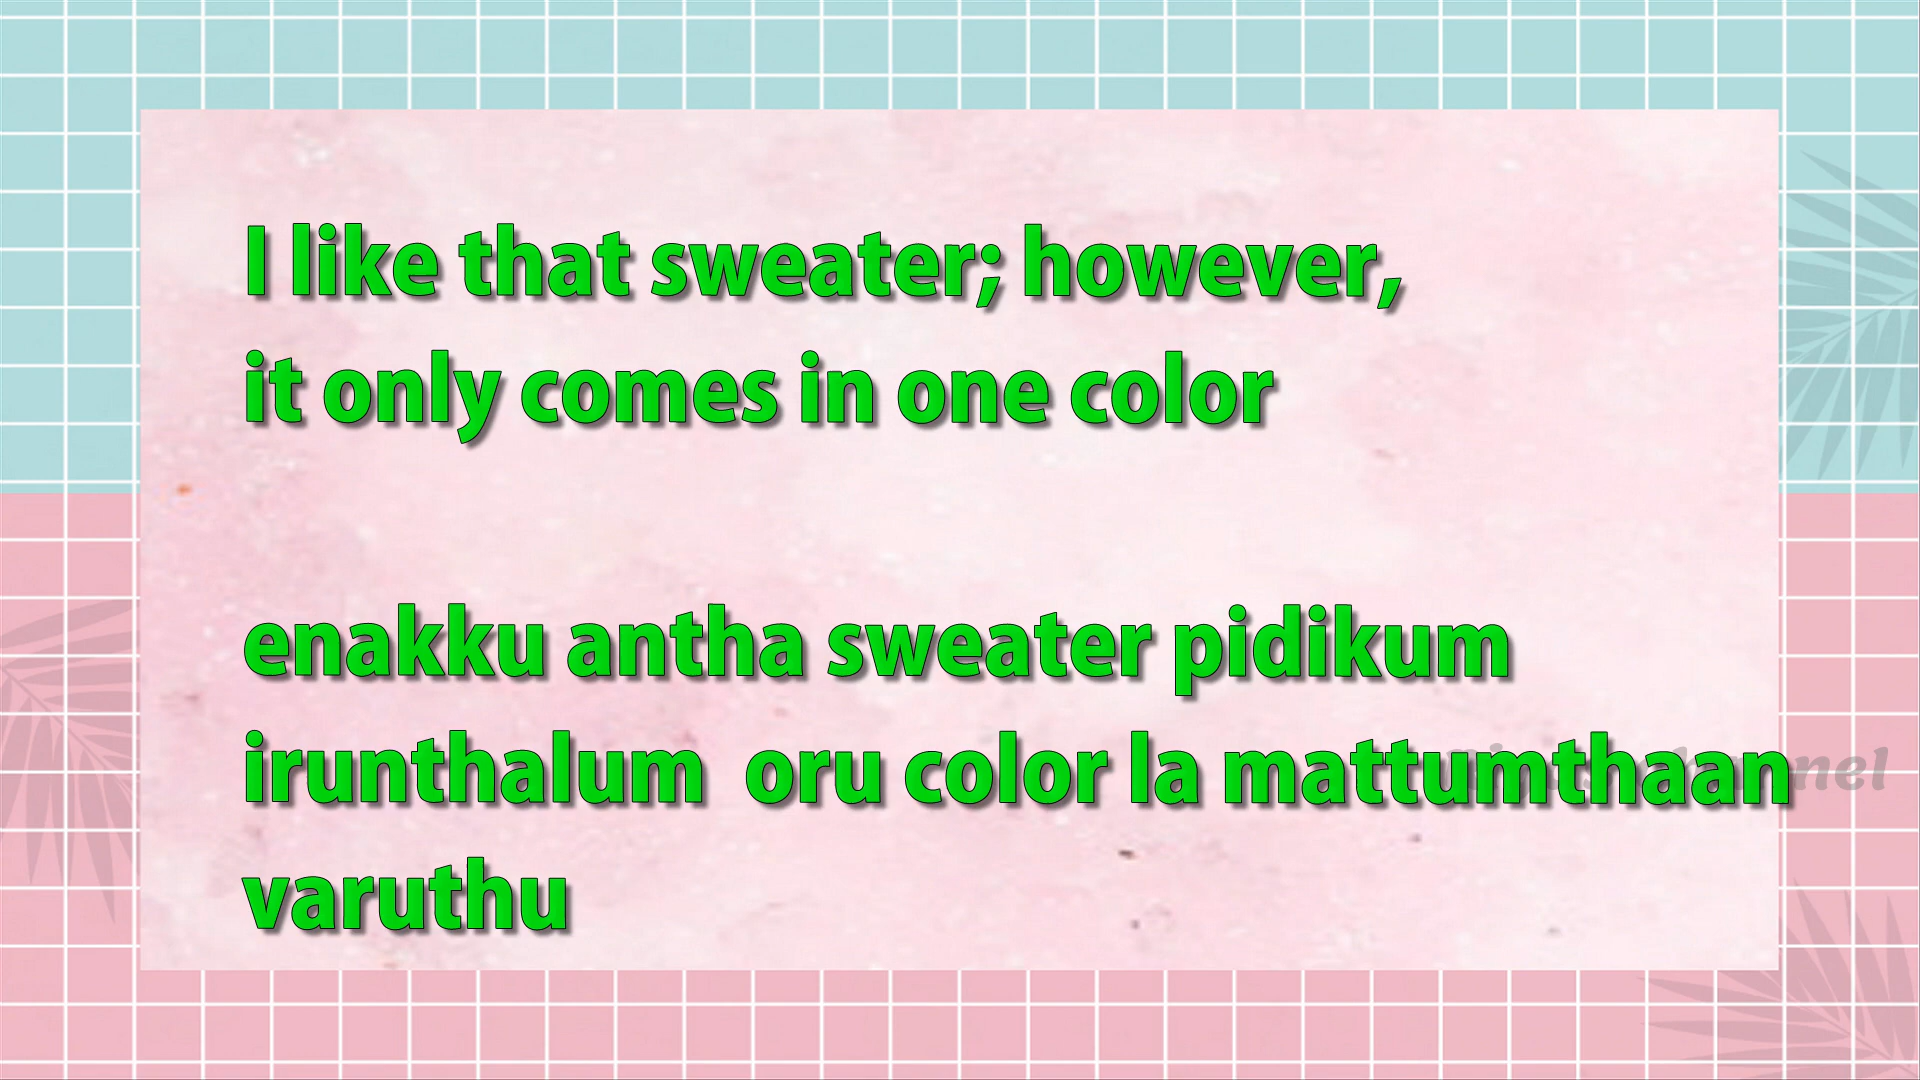 I like that sweater; however,
it only comes in one color
enakku antha sweater pidikum
irunthalum oru color la mattumthaan
varuthu